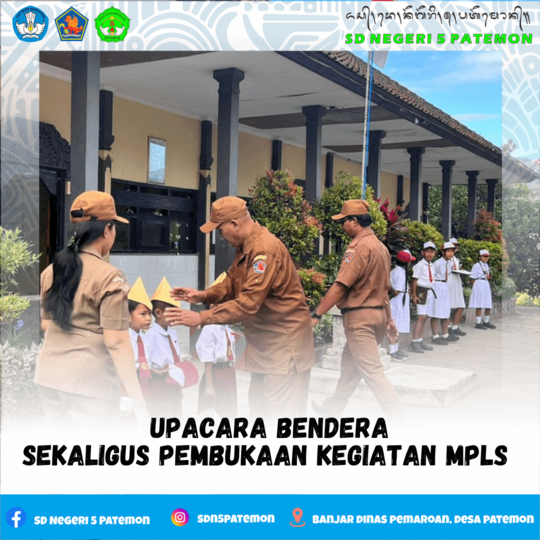 SD NEGERI 5 PATEMON
UPACARA BENDERA
SEKALIGUS PEMBUKAAN KEGIATAN MPLS
SD NEGERI 5 PATEMON
SDN5PATEMON
BANJAR DINAS PEMAROAN, DESA PATEMON